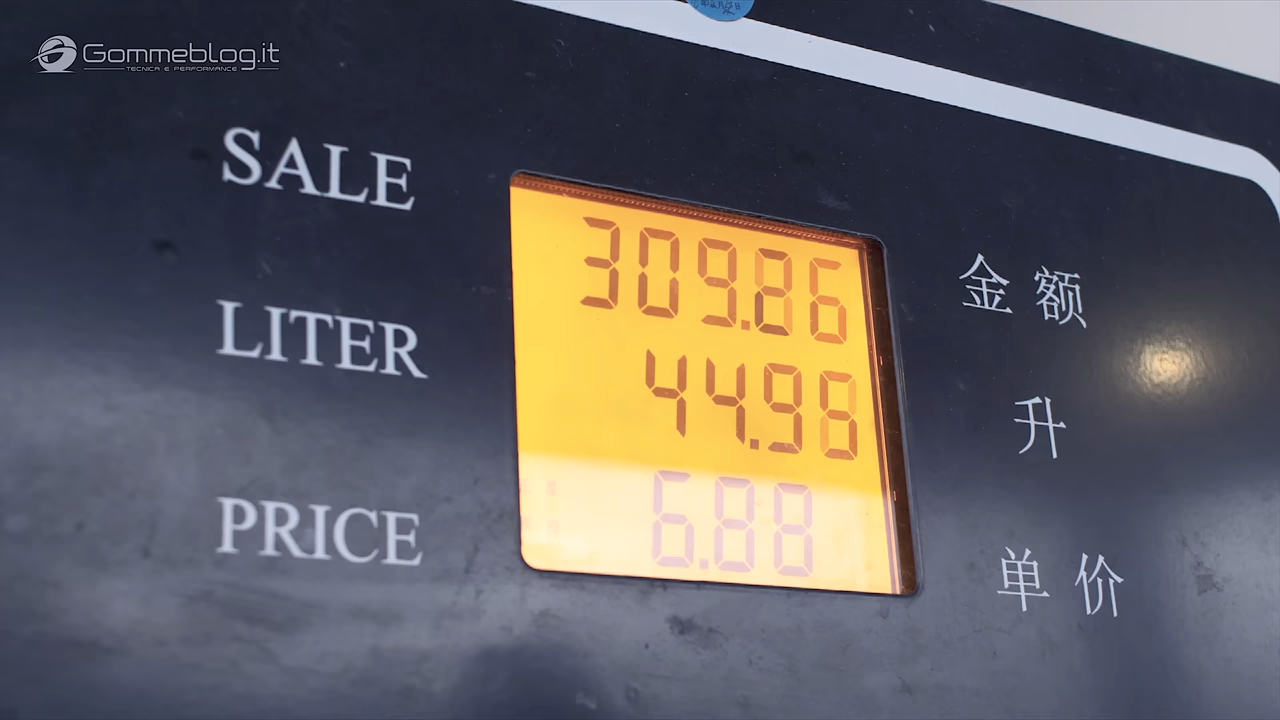 Gommeblog.it
TECNICA E PERFORMANCE
SALE 309.86 金额
LITER 44.98 升
PRICE 6.88 单价